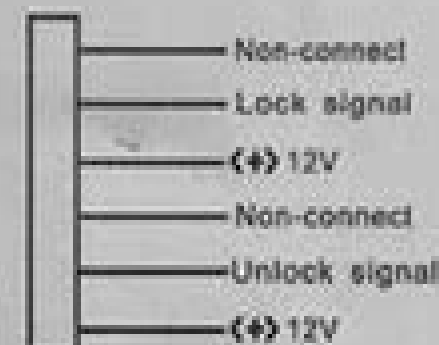 Non-connect
Lock signal
(+) 12V
Non-connect
Unlock signal
(+) 12V